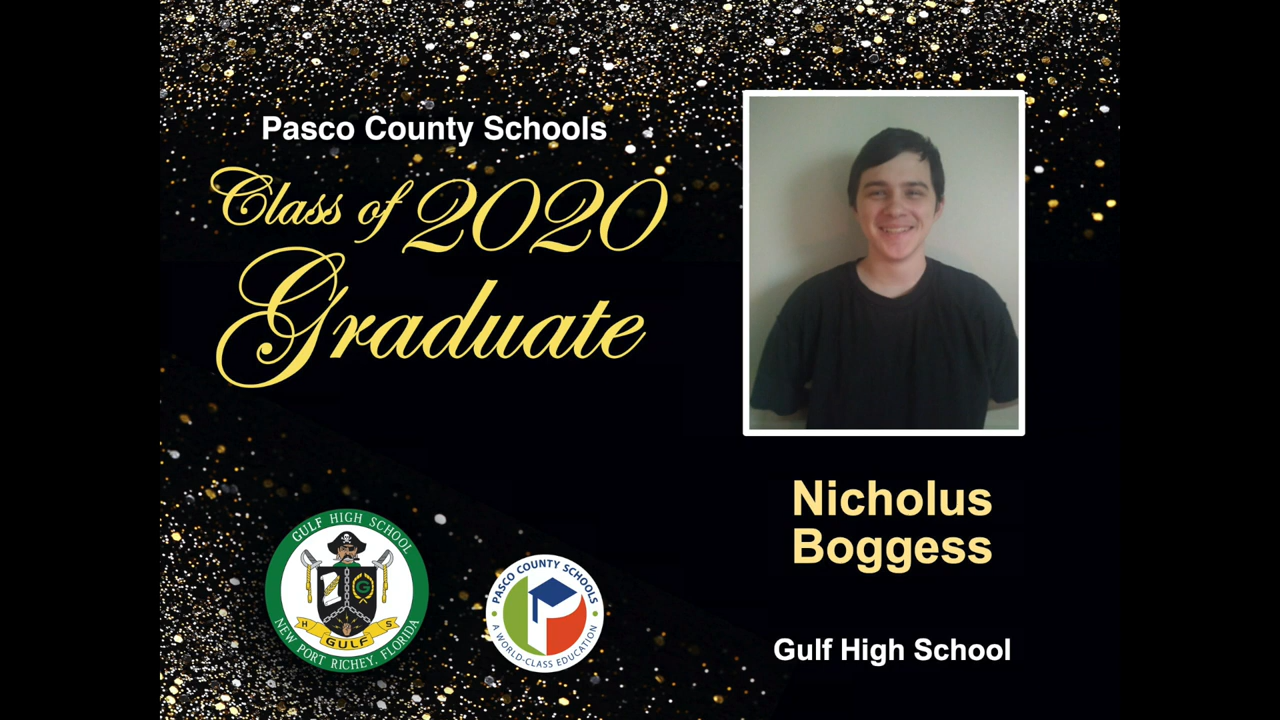 Pasco County Schools
Class of 2020
Graduate
Nicholus
Boggess
Gulf High School
GULF HIGH SCHOOL
G
H S
GULF
NEW PORT RICHEY, FLORIDA
PASCO COUNTY SCHOOLS
P
A WORLD-CLASS EDUCATION